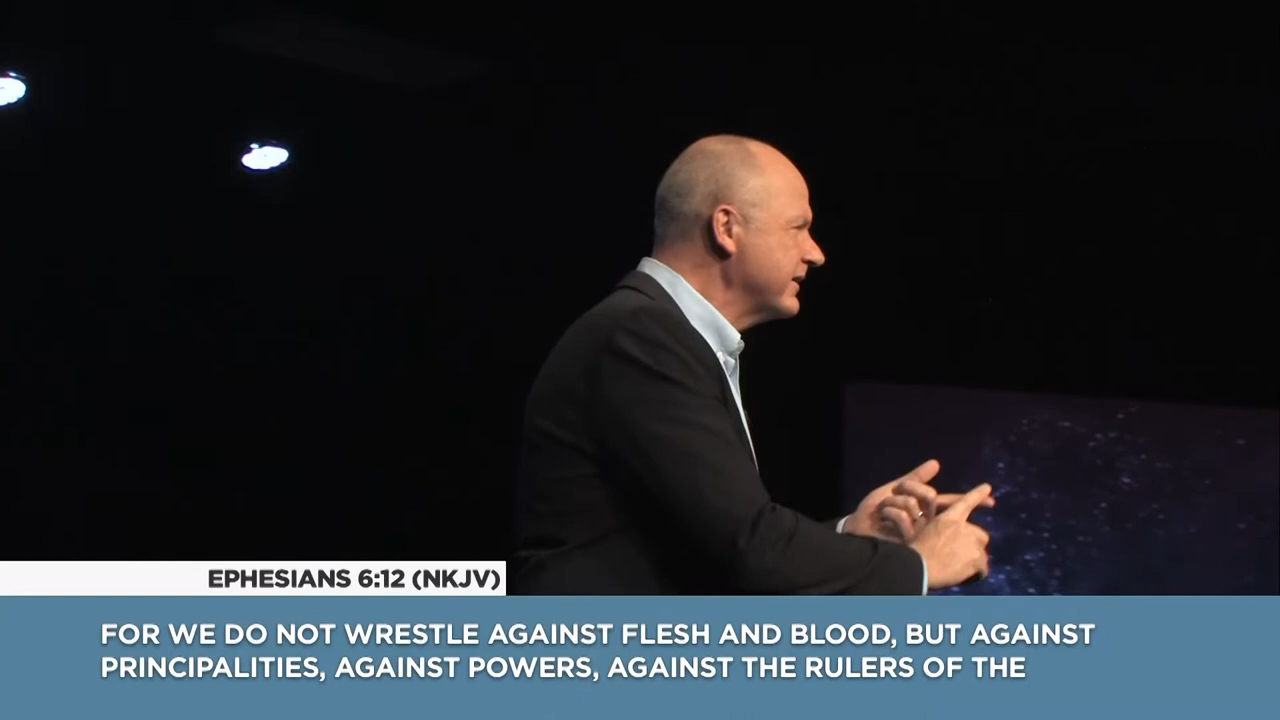 EPHESIANS 6:12 (NKJV)
FOR WE DO NOT WRESTLE AGAINST FLESH AND BLOOD, BUT AGAINST
PRINCIPALITIES, AGAINST POWERS, AGAINST THE RULERS OF THE